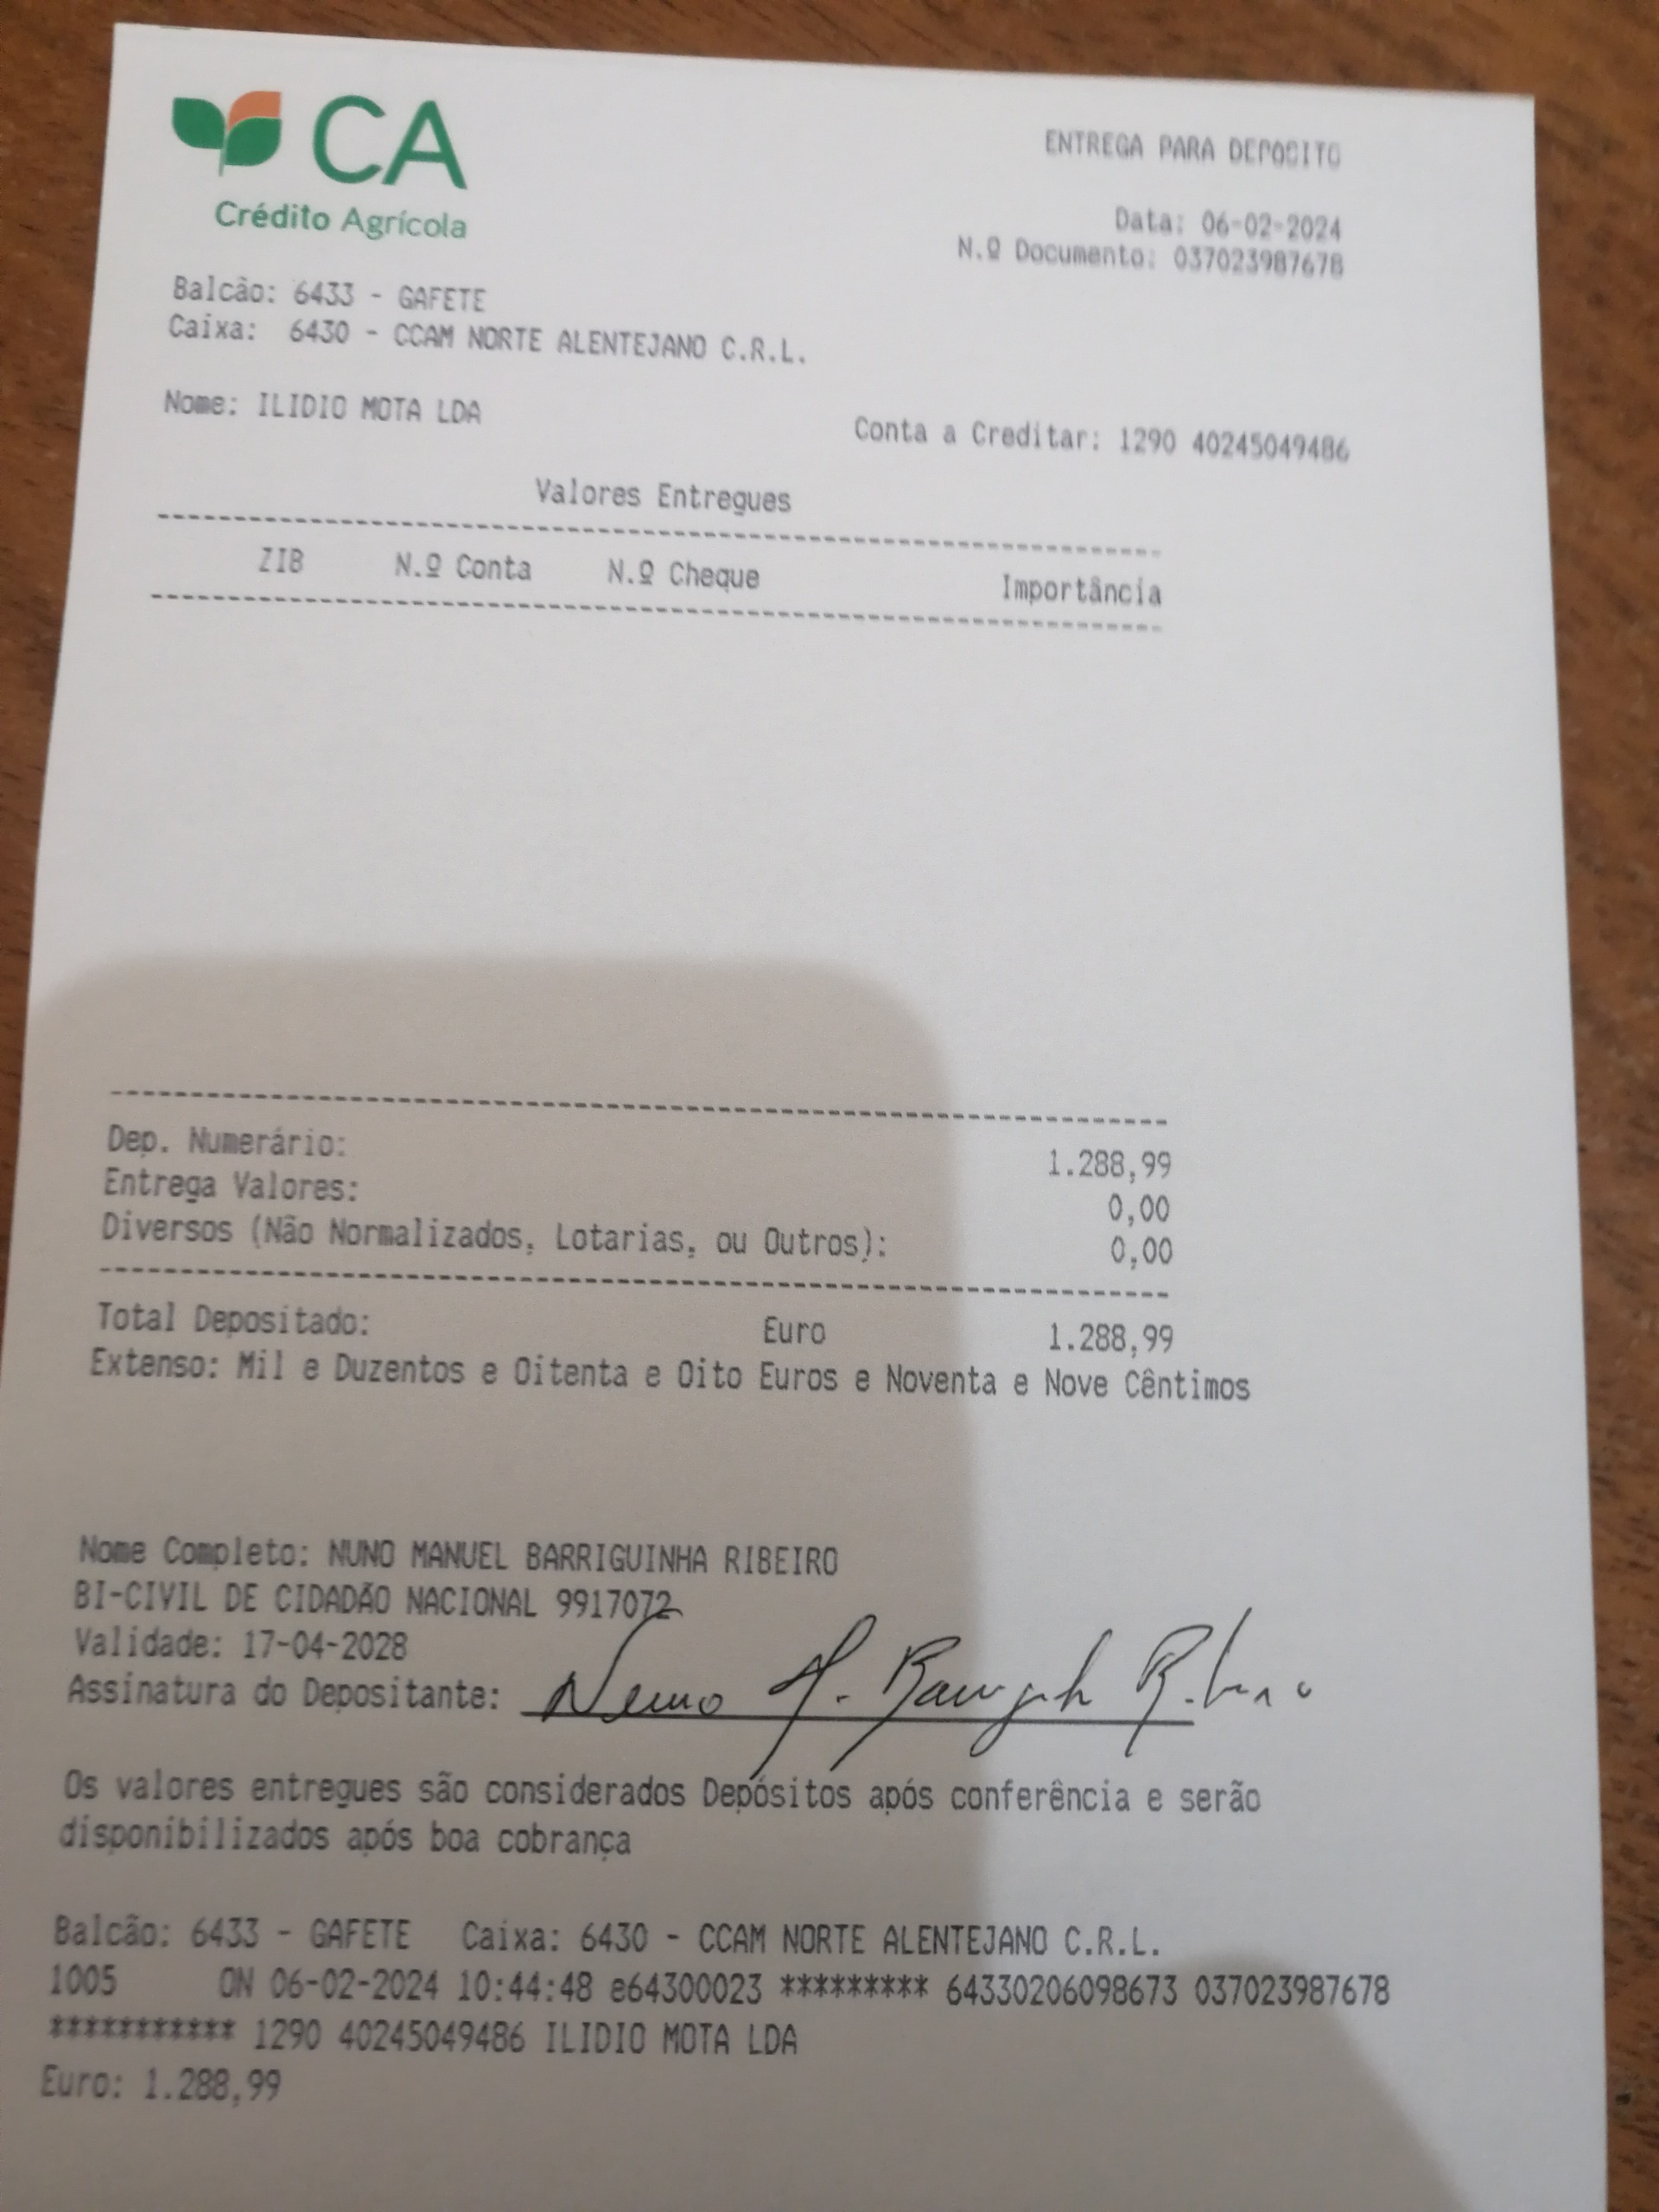 CA
Crédito Agrícola
ENTREGA PARA DEPOSITO
Data: 06-02-2024
N.º Documento: 037023987678
Balcão: 6433 - GAFETE
Caixa: 6430 - CCAM NORTE ALENTEJANO C.R.L.
Nome: ILIDIO MOTA LDA
Conta a Creditar: 1290 40245049486
Valores Entregues
ZIB N.º Conta N.º Cheque Importância
Dep. Numerário: 1.288,99
Entrega Valores: 0,00
Diversos (Não Normalizados, Lotarias, ou Outros): 0,00
Total Depositado: Euro 1.288,99
Extenso: Mil e Duzentos e Oitenta e Oito Euros e Noventa e Nove Cêntimos
Nome Completo: NUNO MANUEL BARRIGUINHA RIBEIRO
BI-CIVIL DE CIDADÃO NACIONAL 9917072
Validade: 17-04-2028
Assinatura do Depositante: Nuno M. Barriguinha Ribeiro
Os valores entregues são considerados Depósitos após conferência e serão
disponibilizados após boa cobrança
Balcão: 6433 - GAFETE Caixa: 6430 - CCAM NORTE ALENTEJANO C.R.L.
1005 ON 06-02-2024 10:44:48 e64300023 ********* 64330206098673 037023987678
*********** 1290 40245049486 ILIDIO MOTA LDA
Euro: 1.288,99